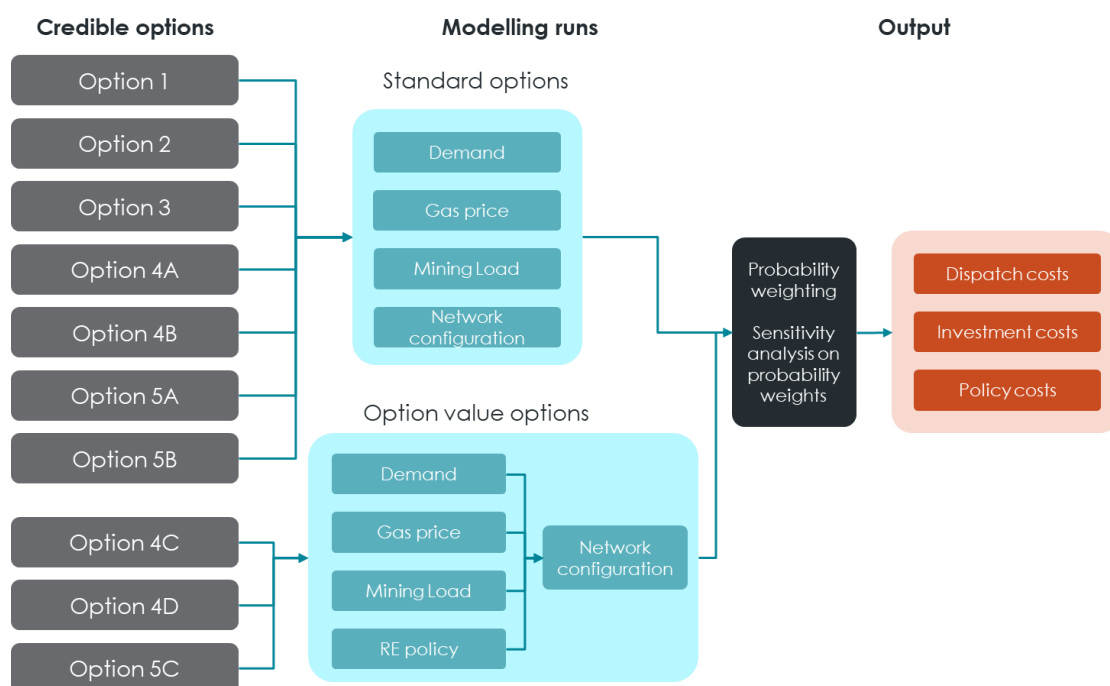 Credible options
Option 1
Option 2
Option 3
Option 4A
Option 4B
Option 5A
Option 5B
Option 4C
Option 4D
Option 5C
Modelling runs
Standard options
Demand
Gas price
Mining Load
Network
configuration
Option value options
Demand
Gas price
Mining Load
RE policy
Network
configuration
Probability
weighting
Sensitivity
analysis on
probability
weights
Output
Dispatch costs
Investment costs
Policy costs